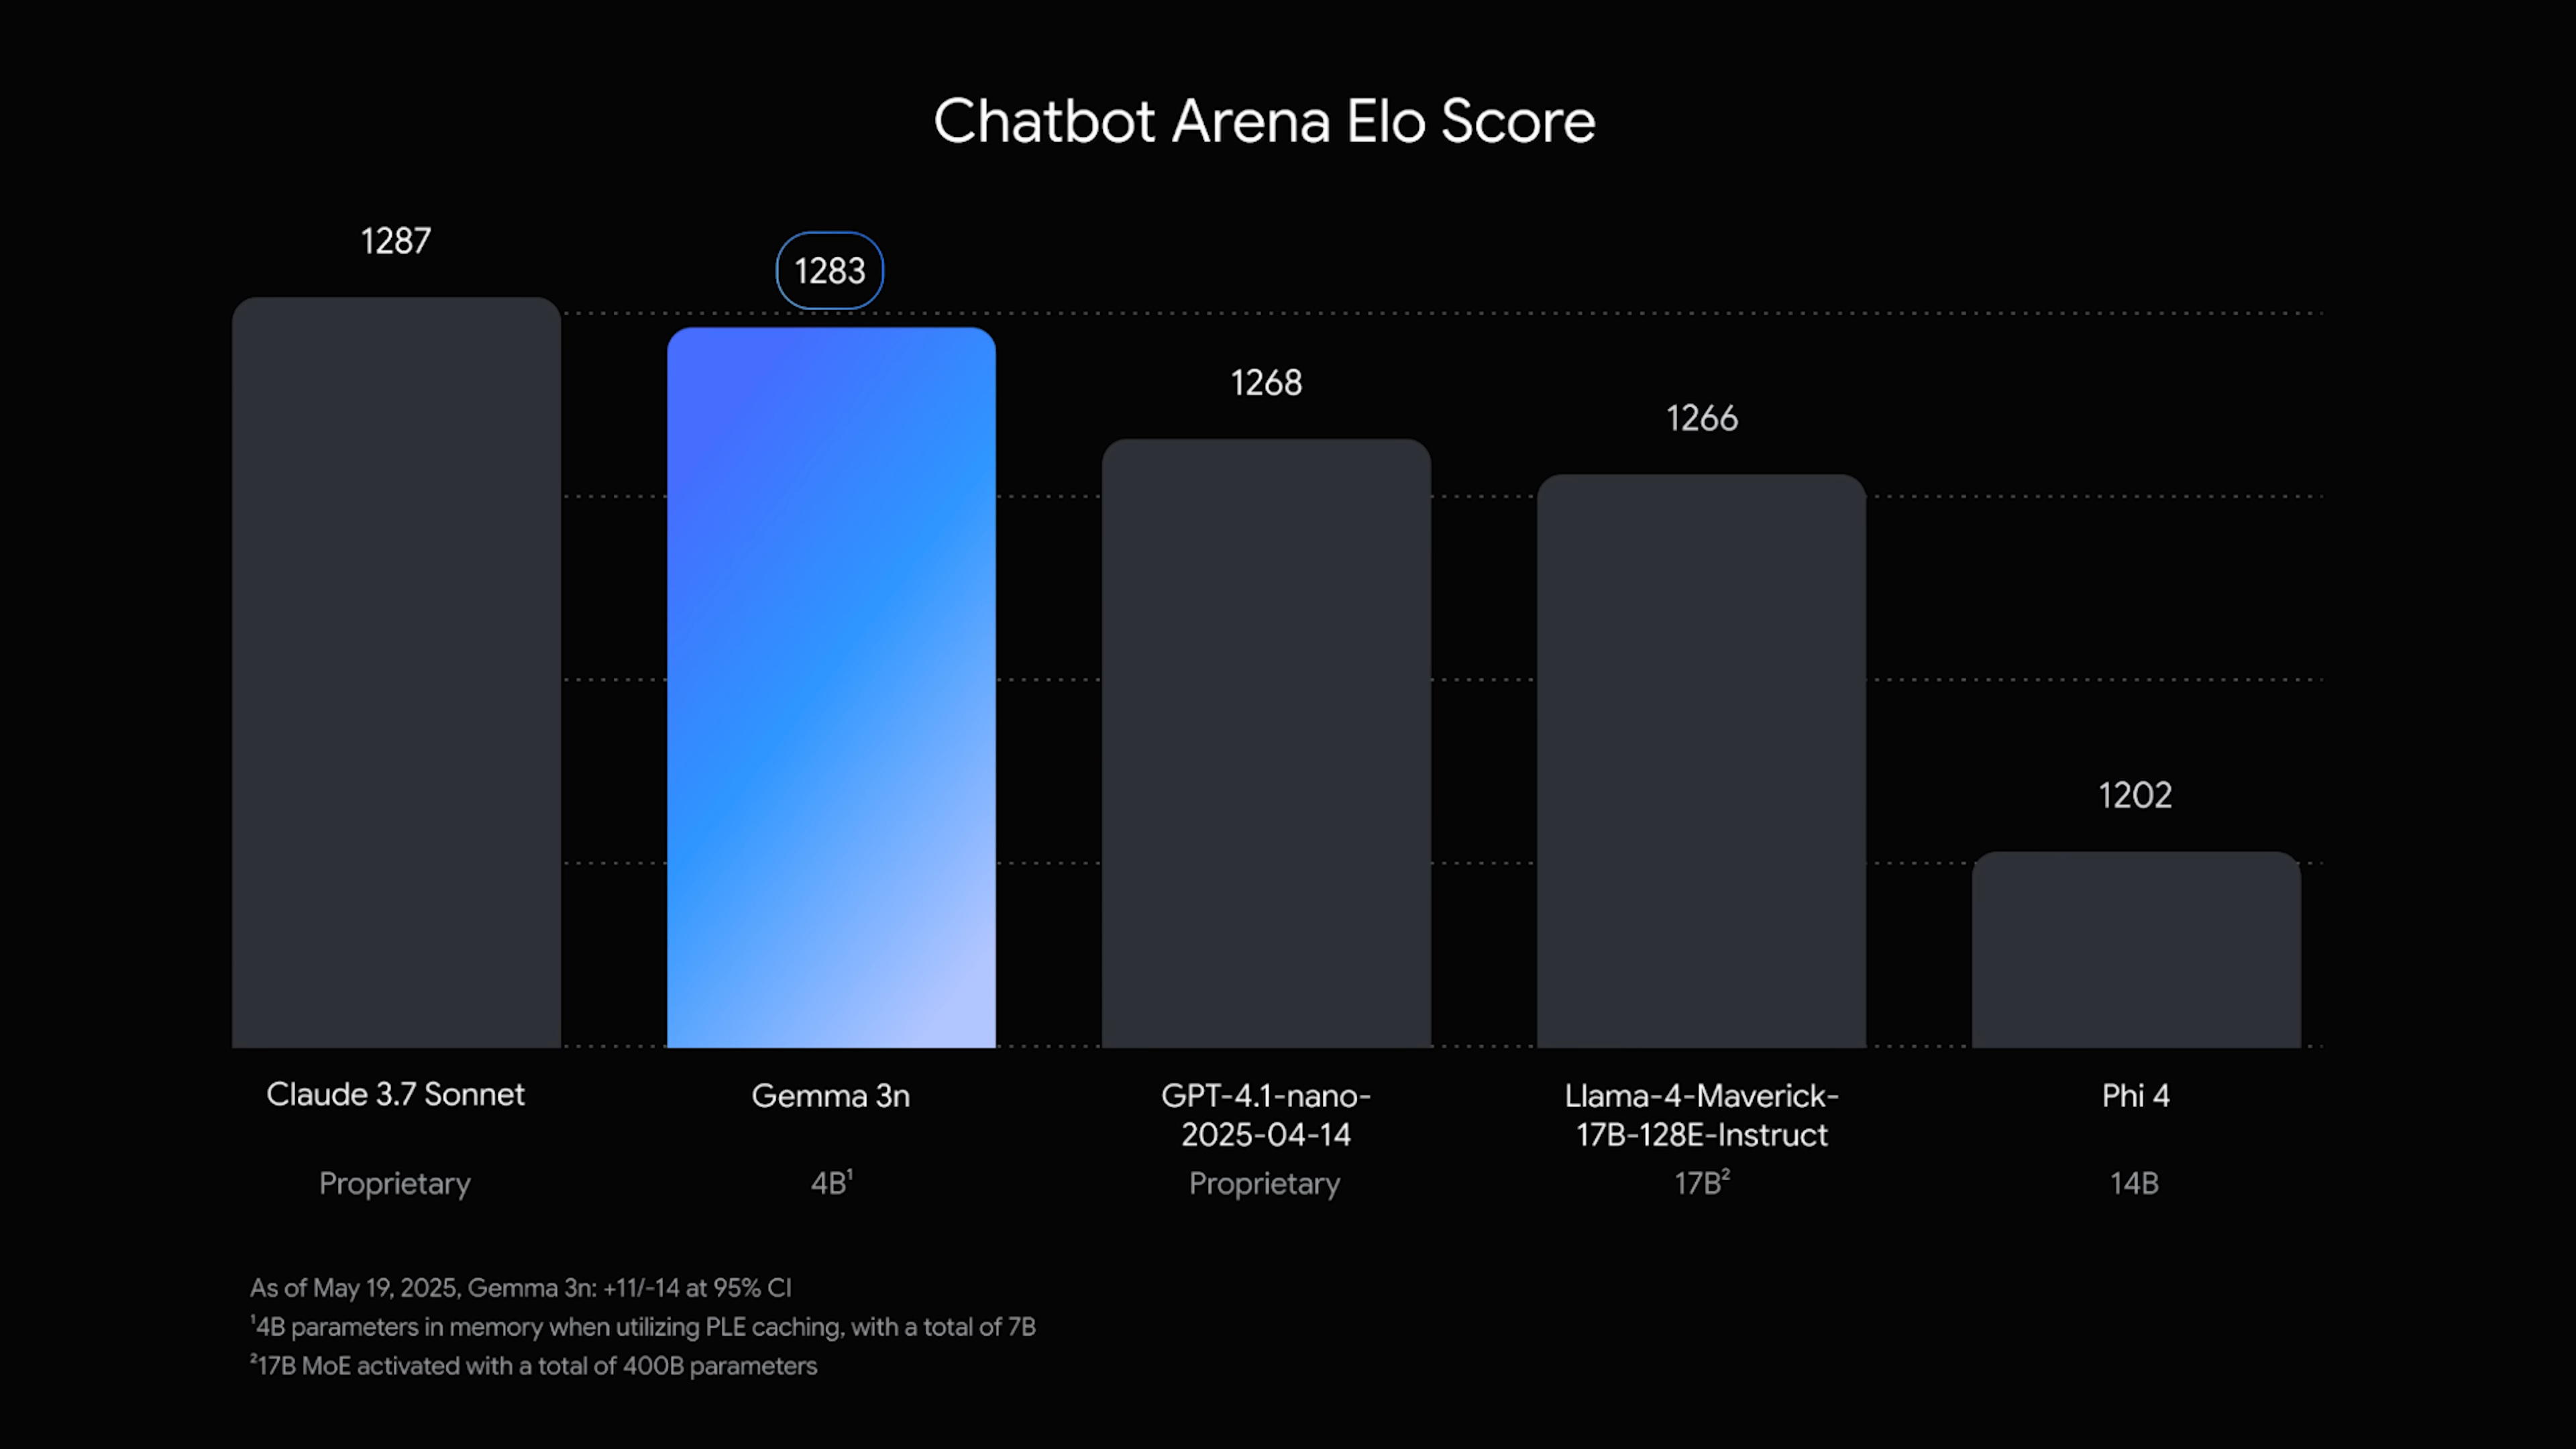 Chatbot Arena Elo Score
1287
1283
1268
1266
1202
Claude 3.7 Sonnet
Gemma 3n
GPT-4.1-nano-
2025-04-14
Llama-4-Maverick-
17B-128E-Instruct
Phi 4
Proprietary
4B¹
Proprietary
17B²
14B
As of May 19, 2025, Gemma 3n: +11/-14 at 95% CI
¹4B parameters in memory when utilizing PLE caching, with a total of 7B
²17B MoE activated with a total of 400B parameters